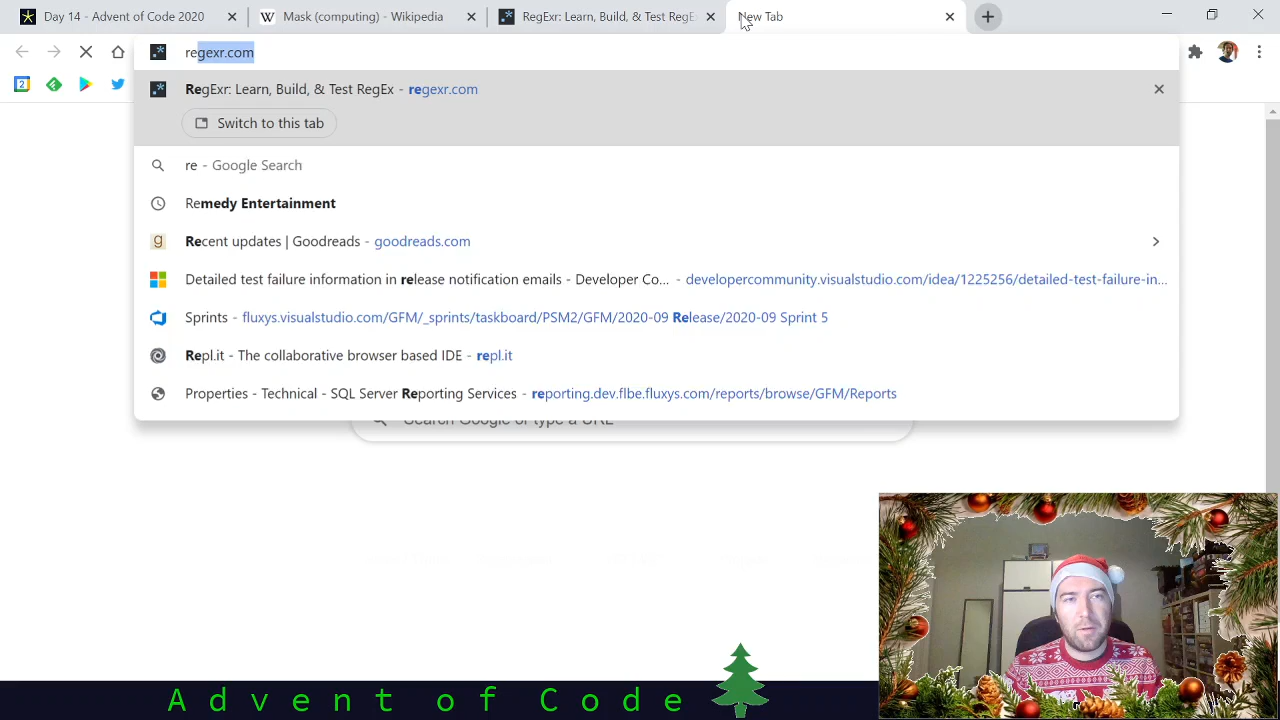 Day 14 - Advent of Code 2020
Mask (computing) - Wikipedia
RegExr: Learn, Build, & Test RegE
New Tab
regexr.com
RegExr: Learn, Build, & Test RegEx - regexr.com
Switch to this tab
re - Google Search
Remedy Entertainment
Recent updates | Goodreads - goodreads.com
Detailed test failure information in release notification emails - Developer Co... - developercommunity.visualstudio.com/idea/1225256/detailed-test-failure-in...
Sprints - fluxys.visualstudio.com/GFM/_sprints/taskboard/PSM2/GFM/2020-09 Release/2020-09 Sprint 5
Repl.it - The collaborative browser based IDE - repl.it
Properties - Technical - SQL Server Reporting Services - reporting.dev.flbe.fluxys.com/reports/browse/GFM/Reports
Search Google or type a URL
Advent of Code